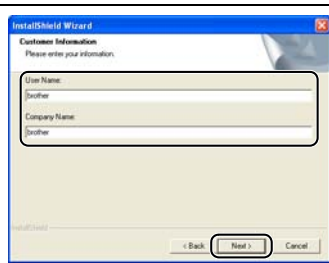 InstallShield Wizard
Customer Information
Please enter your information.
User Name:
brother
Company Name:
brother
InstallShield
< Back Next > Cancel